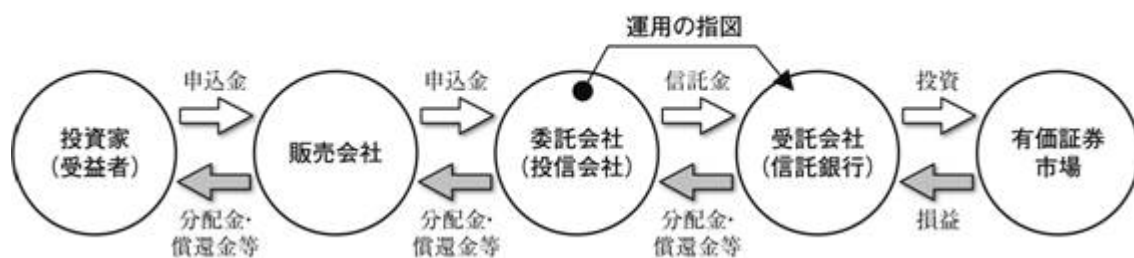 運用の指図
申込金
申込金
信託金
投資
投資家
(受益者)
販売会社
委託会社
(投信会社)
受託会社
(信託銀行)
有価証券
市場
分配金・
償還金等
分配金・
償還金等
分配金・
償還金等
損益